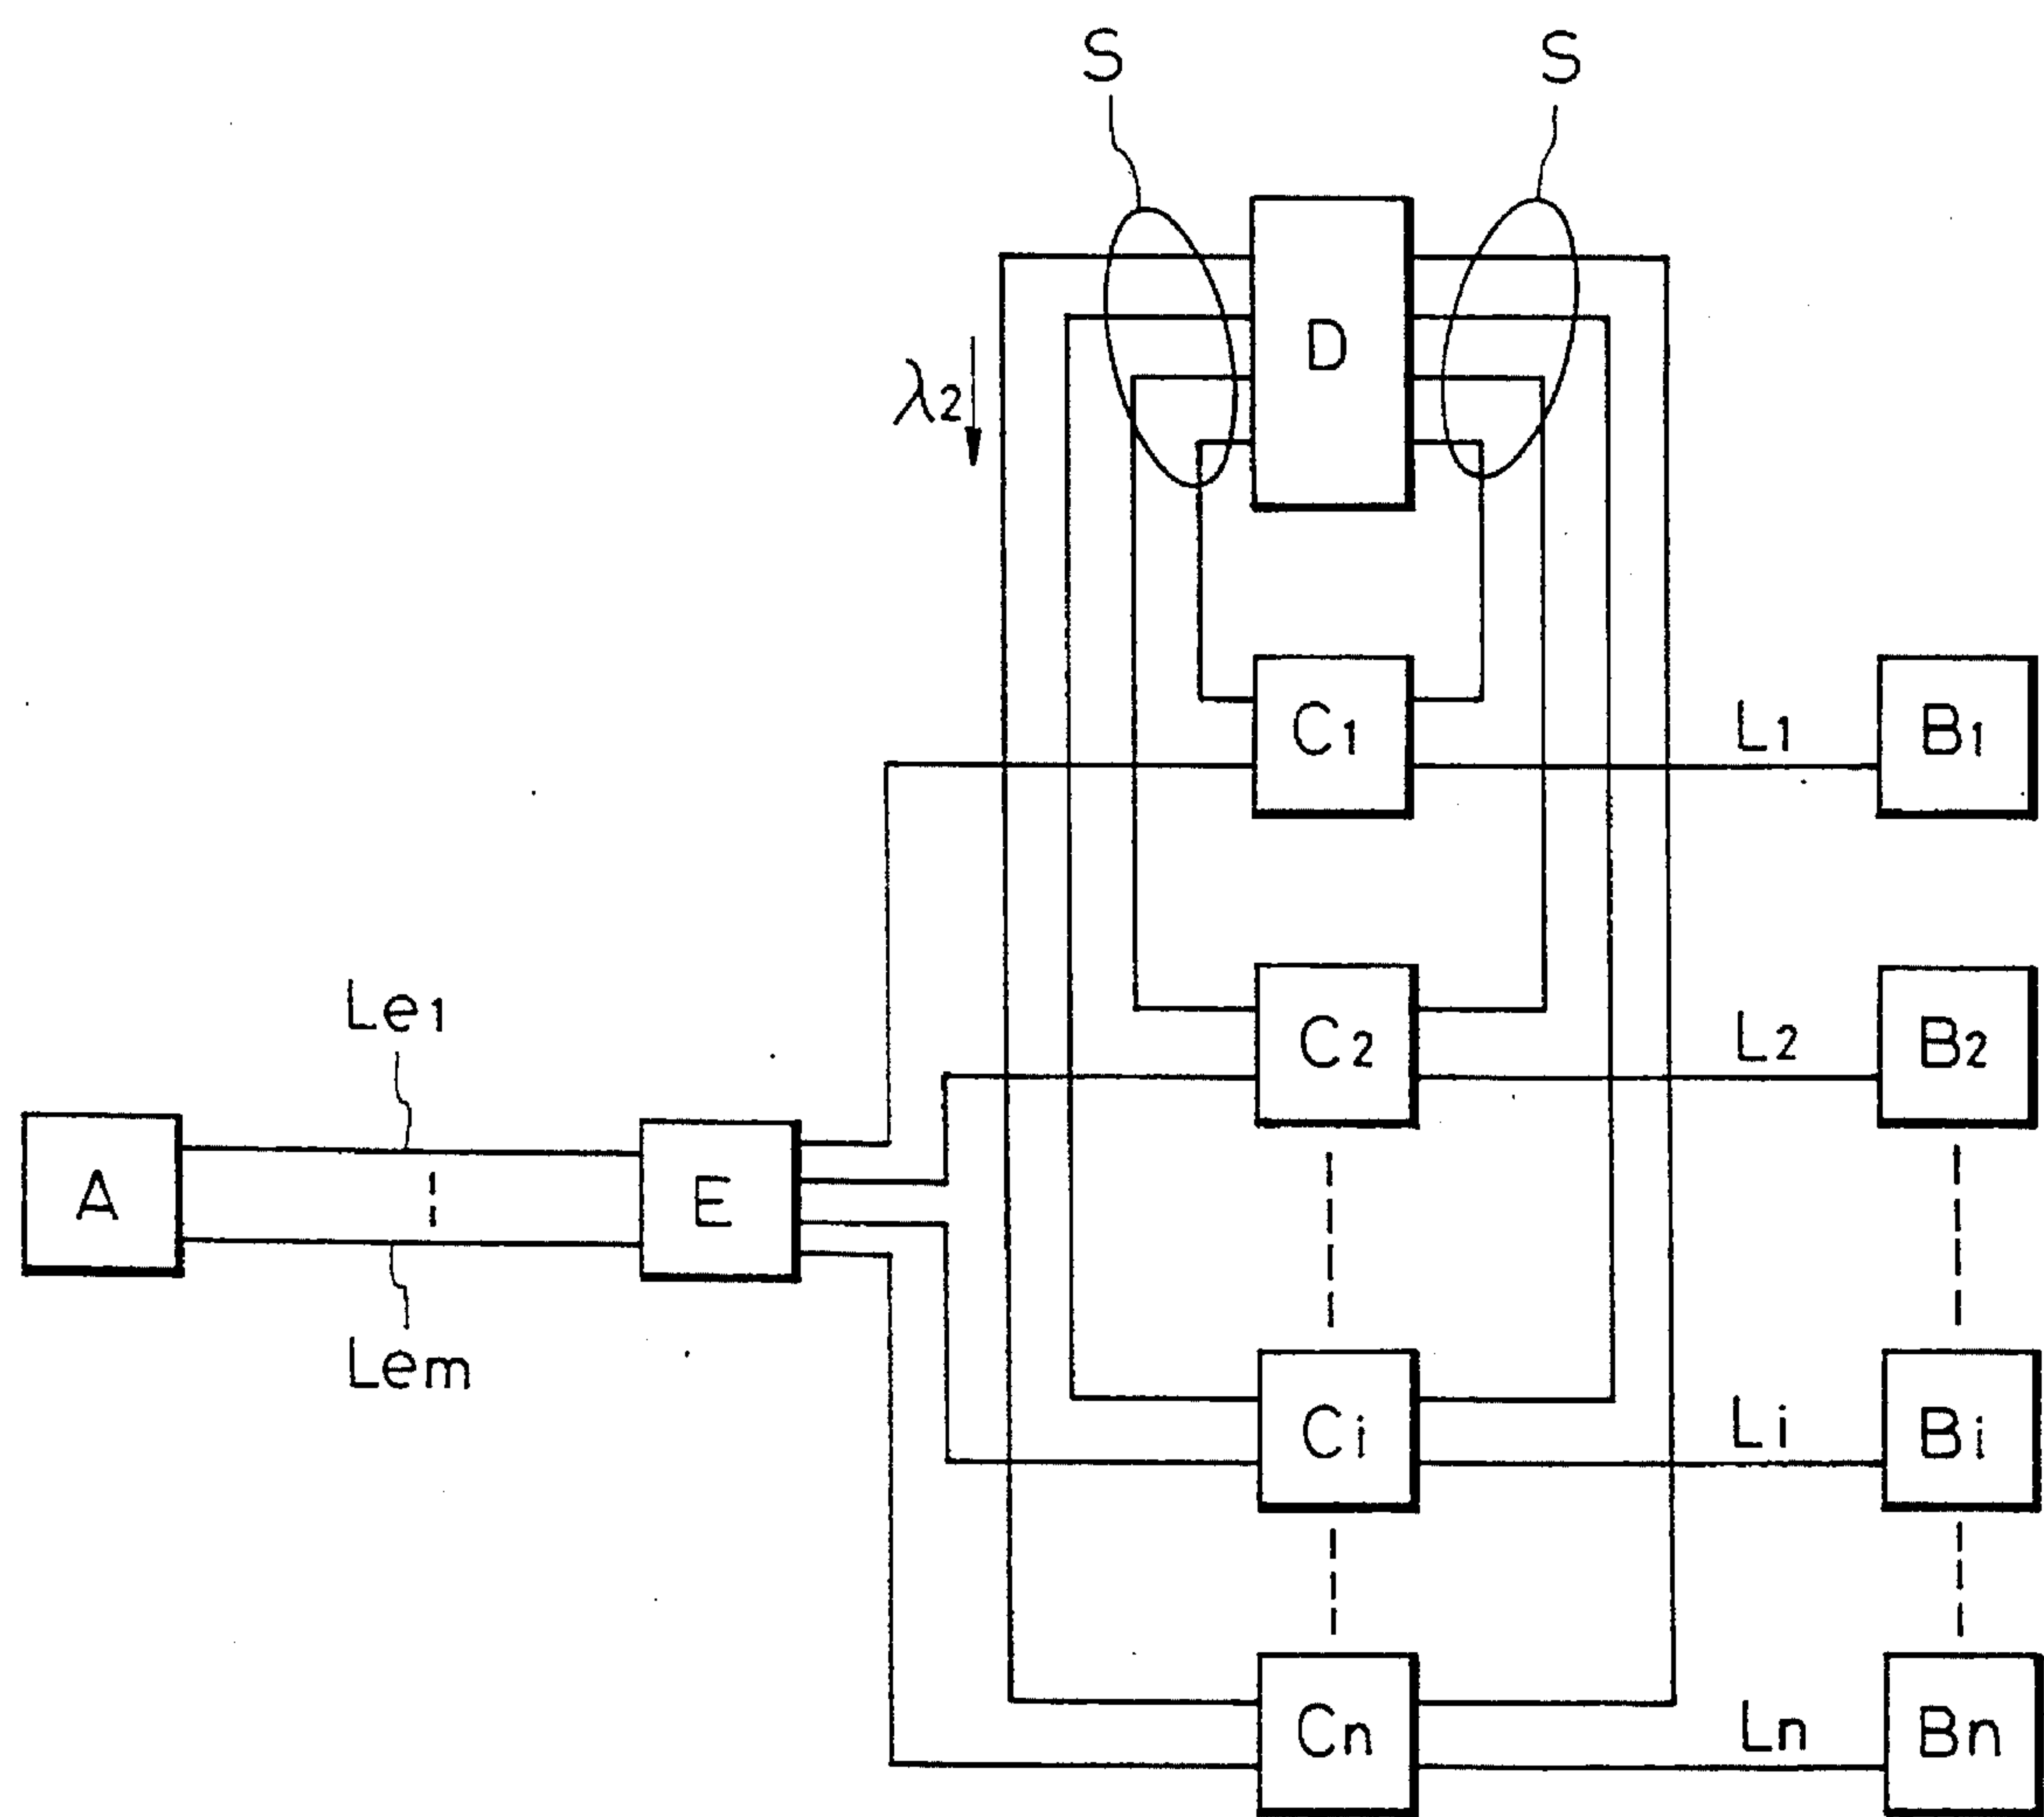 S S
D
λ2
C1 L1 B1
Le1
C2 L2 B2
A E
Lem
Ci Li Bi
Cn Ln Bn